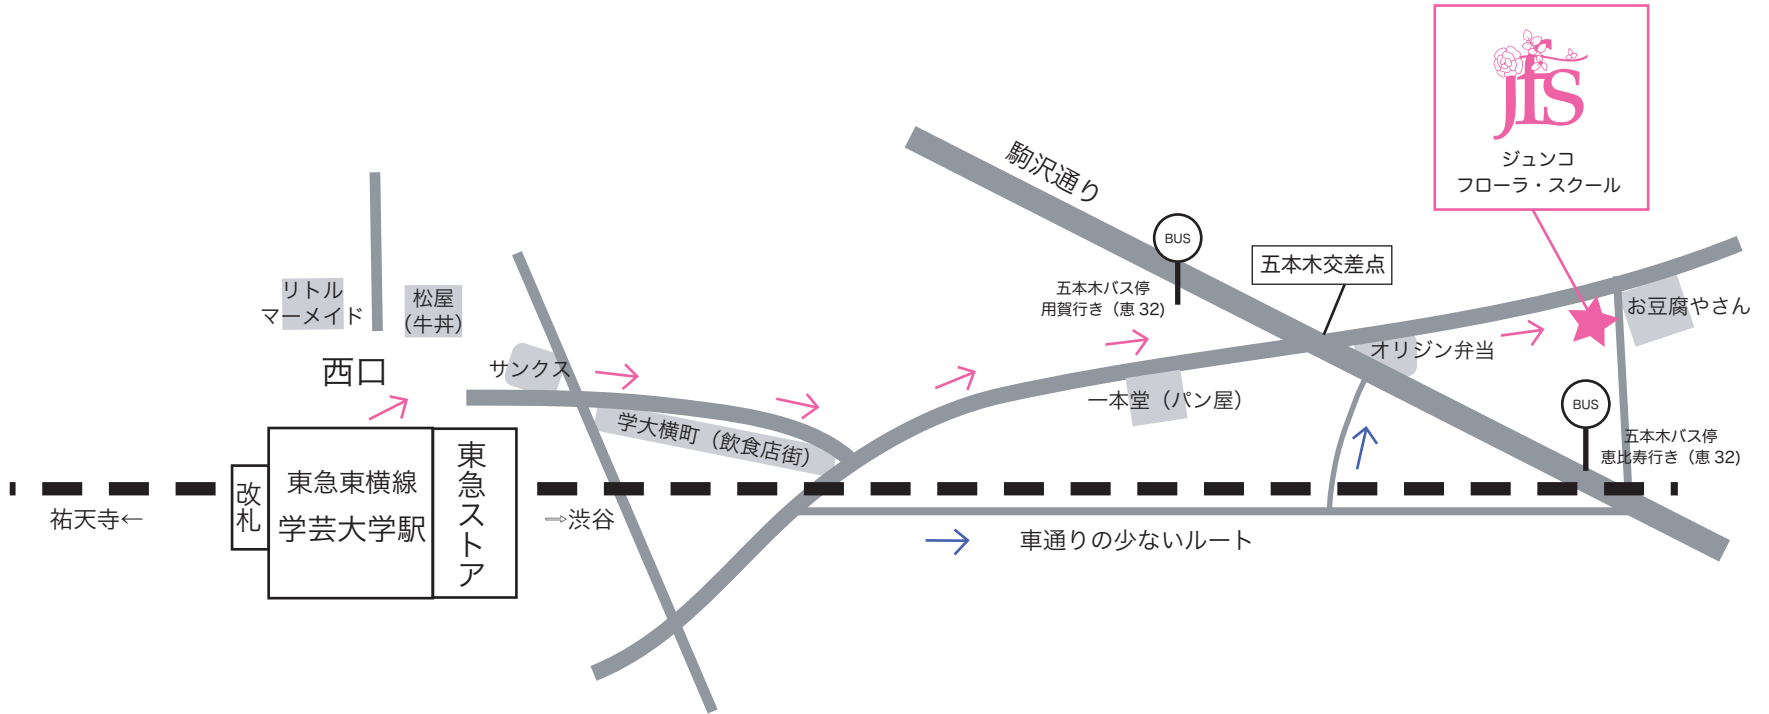 jfs
ジュンコ
フローラ・スクール
駒沢通り
BUS
五本木バス停
用賀行き（恵 32)
五本木交差点
リトル
マーメイド
松屋
（牛丼）
西口
サンクス
学大横町（飲食店街）
一本堂（パン屋）
オリジン弁当
お豆腐やさん
BUS
五本木バス停
恵比寿行き（恵 32)
改札
東急東横線
学芸大学駅
東急ストア
祐天寺←
⇒渋谷
車通りの少ないルート